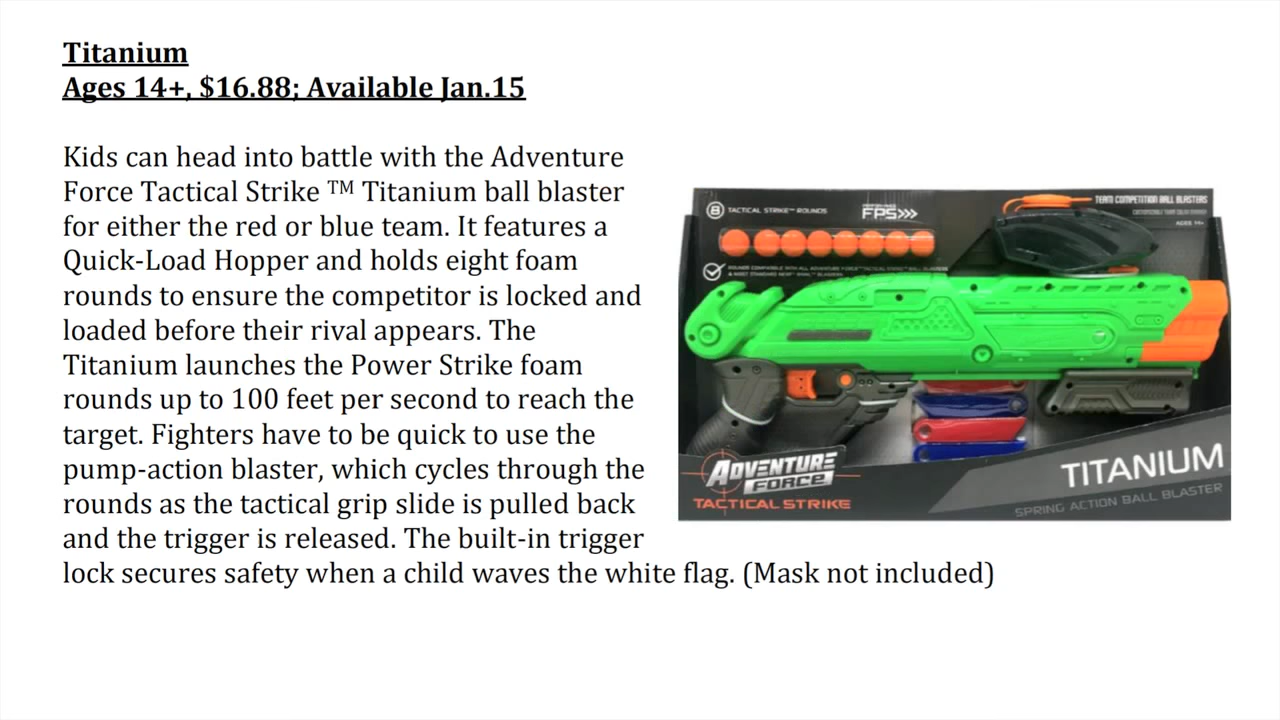 Titanium
Ages 14+, $16.88; Available Jan.15
Kids can head into battle with the Adventure
Force Tactical Strike ™ Titanium ball blaster
for either the red or blue team. It features a
Quick-Load Hopper and holds eight foam
rounds to ensure the competitor is locked and
loaded before their rival appears. The
Titanium launches the Power Strike foam
rounds up to 100 feet per second to reach the
target. Fighters have to be quick to use the
pump-action blaster, which cycles through the
rounds as the tactical grip slide is pulled back
and the trigger is released. The built-in trigger
lock secures safety when a child waves the white flag. (Mask not included)
8 TACTICAL STRIKE™ ROUNDS
FPS>>>
TEAM COMPETITION BALL BLASTERS
AGES 14+
ADVENTURE
FORCE
TACTICAL STRIKE
TITANIUM
SPRING ACTION BALL BLASTER